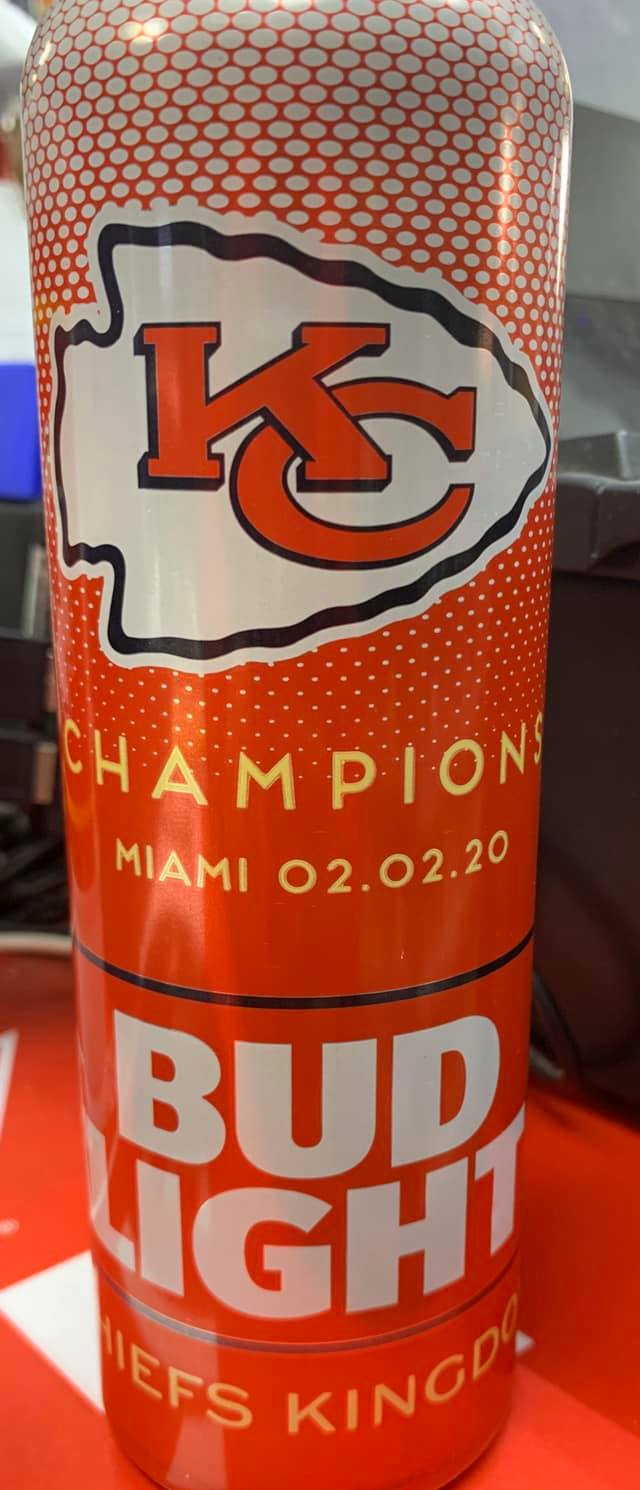 KC
CHAMPIONS
MIAMI 02.02.20
BUD
LIGHT
HIEFS KINGDO